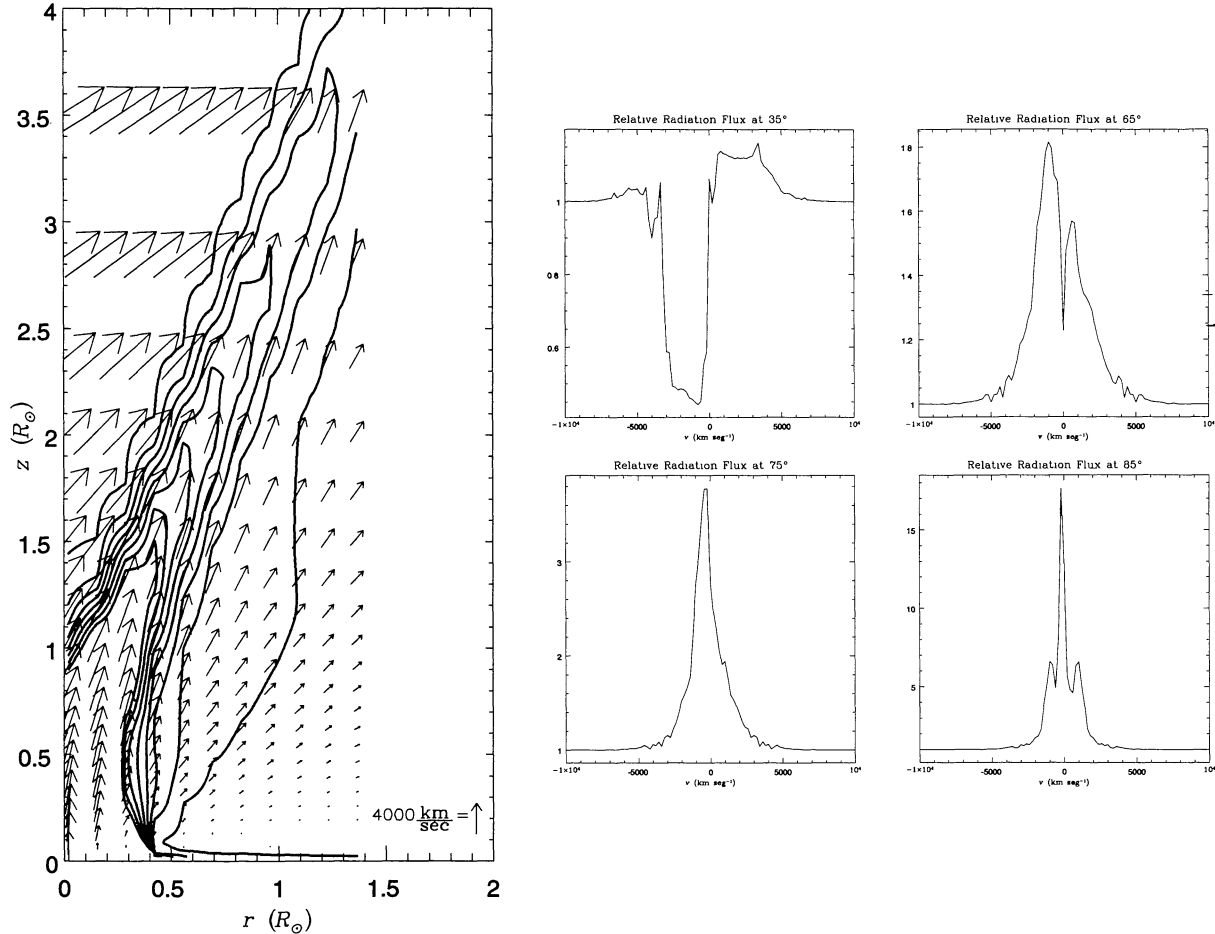 4
3.5
3
2.5
2
1.5
1
0.5
0
z (R⊙)
0 0.5 1 1.5 2
r (R⊙)
4000 km/sec =
Relative Radiation Flux at 35°
1
0.8
0.6
−1×10⁴ −5000 0 5000 10⁴
v (km seg⁻¹)
Relative Radiation Flux at 65°
1.8
1.6
1.4
1.2
1
−1×10⁴ −5000 0 5000 10⁴
v (km seg⁻¹)
Relative Radiation Flux at 75°
3
2
1
−1×10⁴ −5000 0 5000 10⁴
v (km seg⁻¹)
Relative Radiation Flux at 85°
15
10
5
−1×10⁴ −5000 0 5000 10⁴
v (km seg⁻¹)